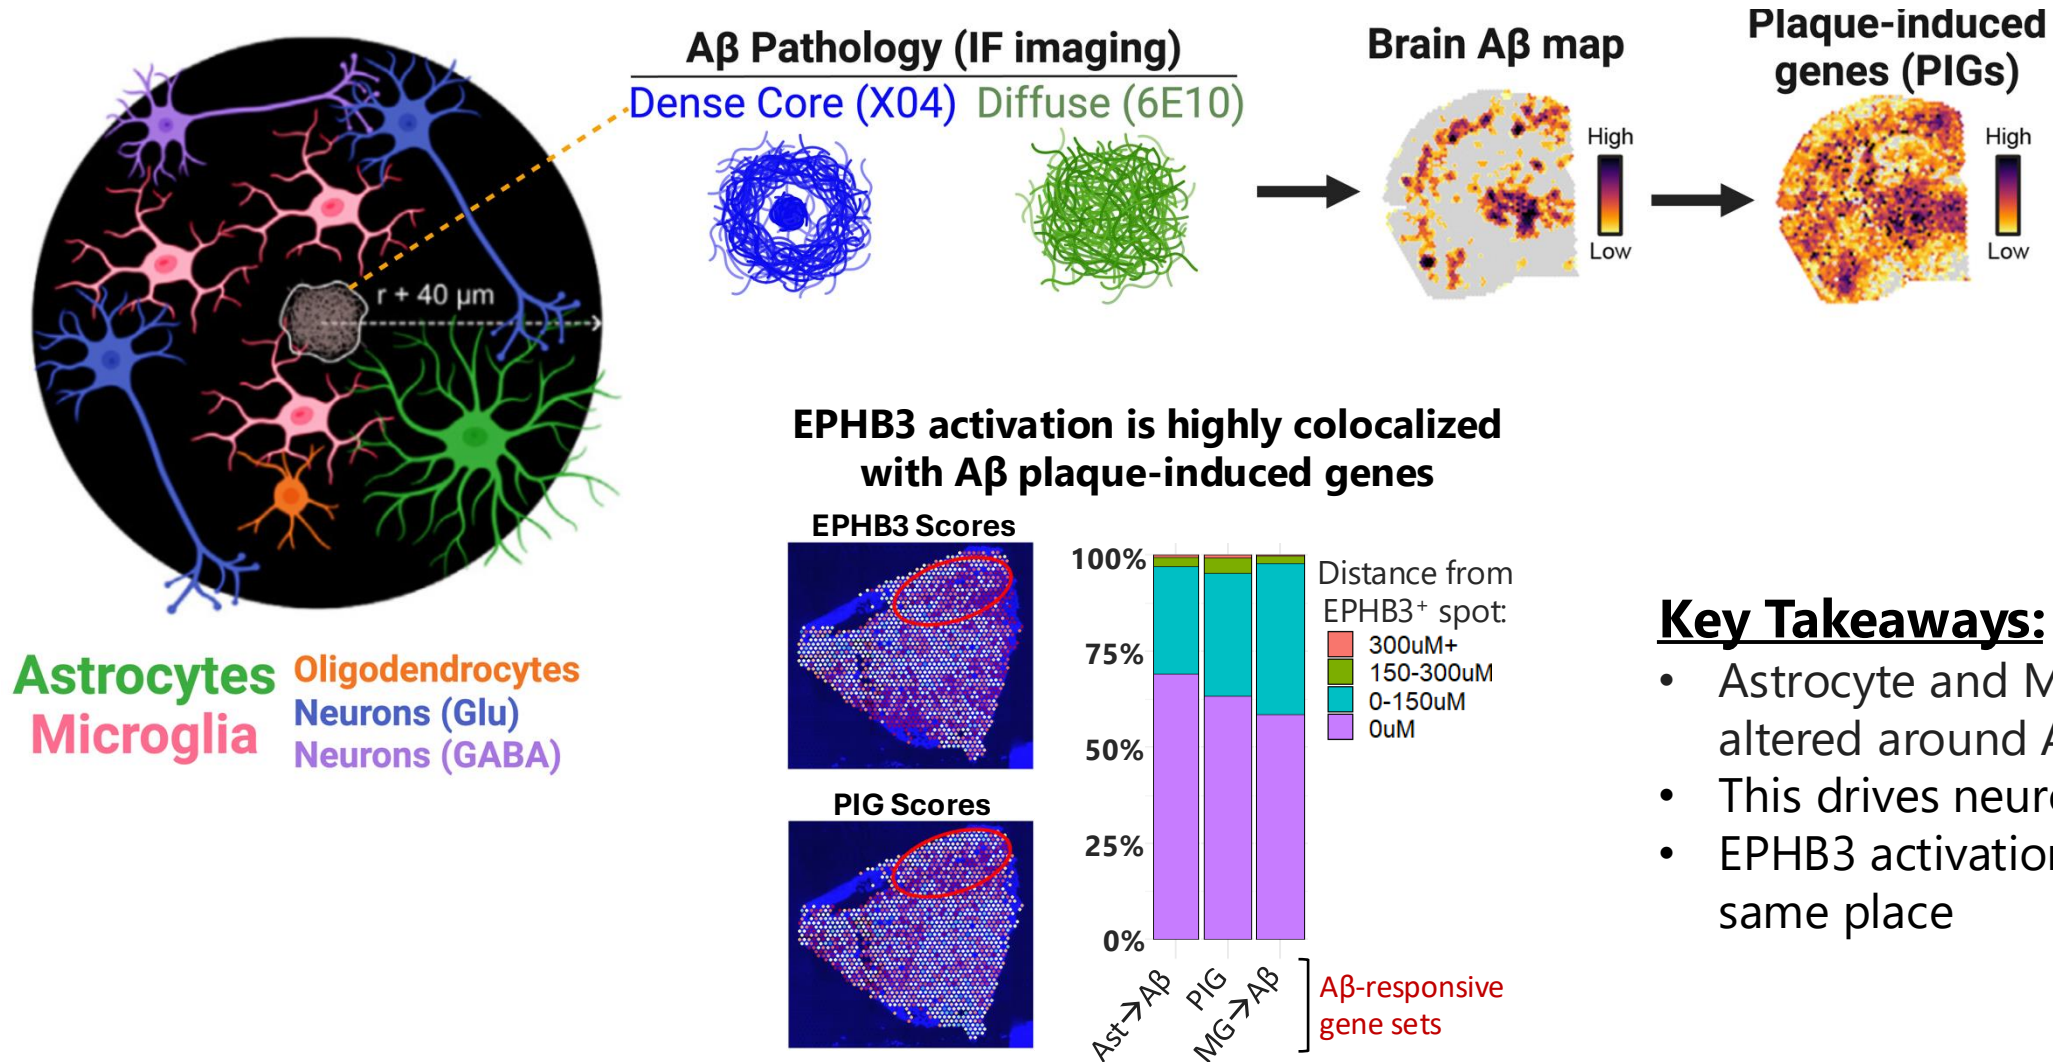 Aβ Pathology (IF imaging)
Dense Core (X04) Diffuse (6E10)
Brain Aβ map
High
Low
Plaque-induced
genes (PIGs)
High
Low
r + 40 µm
Astrocytes
Microglia
Oligodendrocytes
Neurons (Glu)
Neurons (GABA)
EPHB3 activation is highly colocalized
with Aβ plaque-induced genes
EPHB3 Scores
PIG Scores
100%
75%
50%
25%
0%
Ast→Aβ
PIG
MG→Aβ
Distance from
EPHB3⁺ spot:
300uM+
150-300uM
0-150uM
0uM
Aβ-responsive
gene sets
Key Takeaways:
• Astrocyte and M
altered around A
• This drives neur
• EPHB3 activation
same place